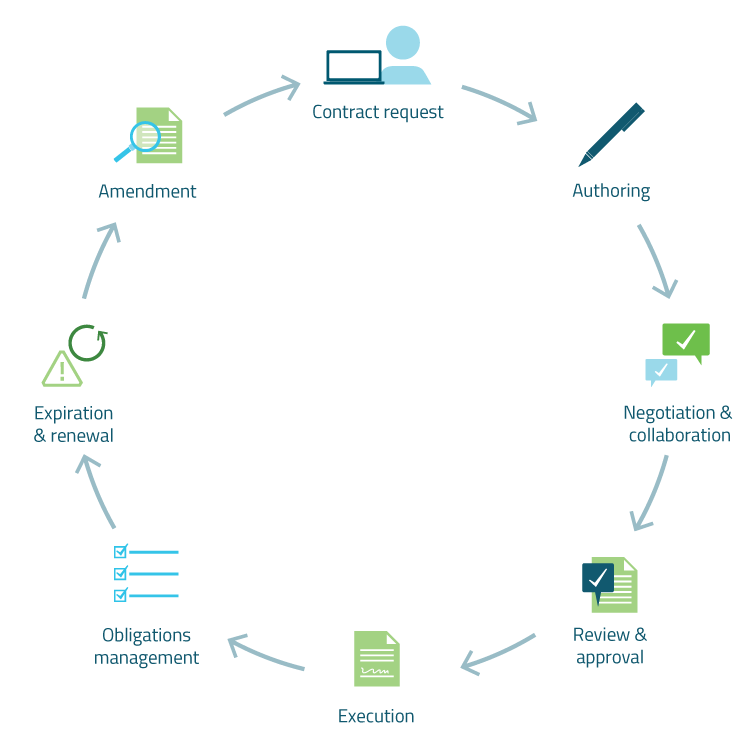 Contract request
Authoring
Negotiation &
collaboration
Review &
approval
Execution
Obligations
management
Expiration
& renewal
Amendment